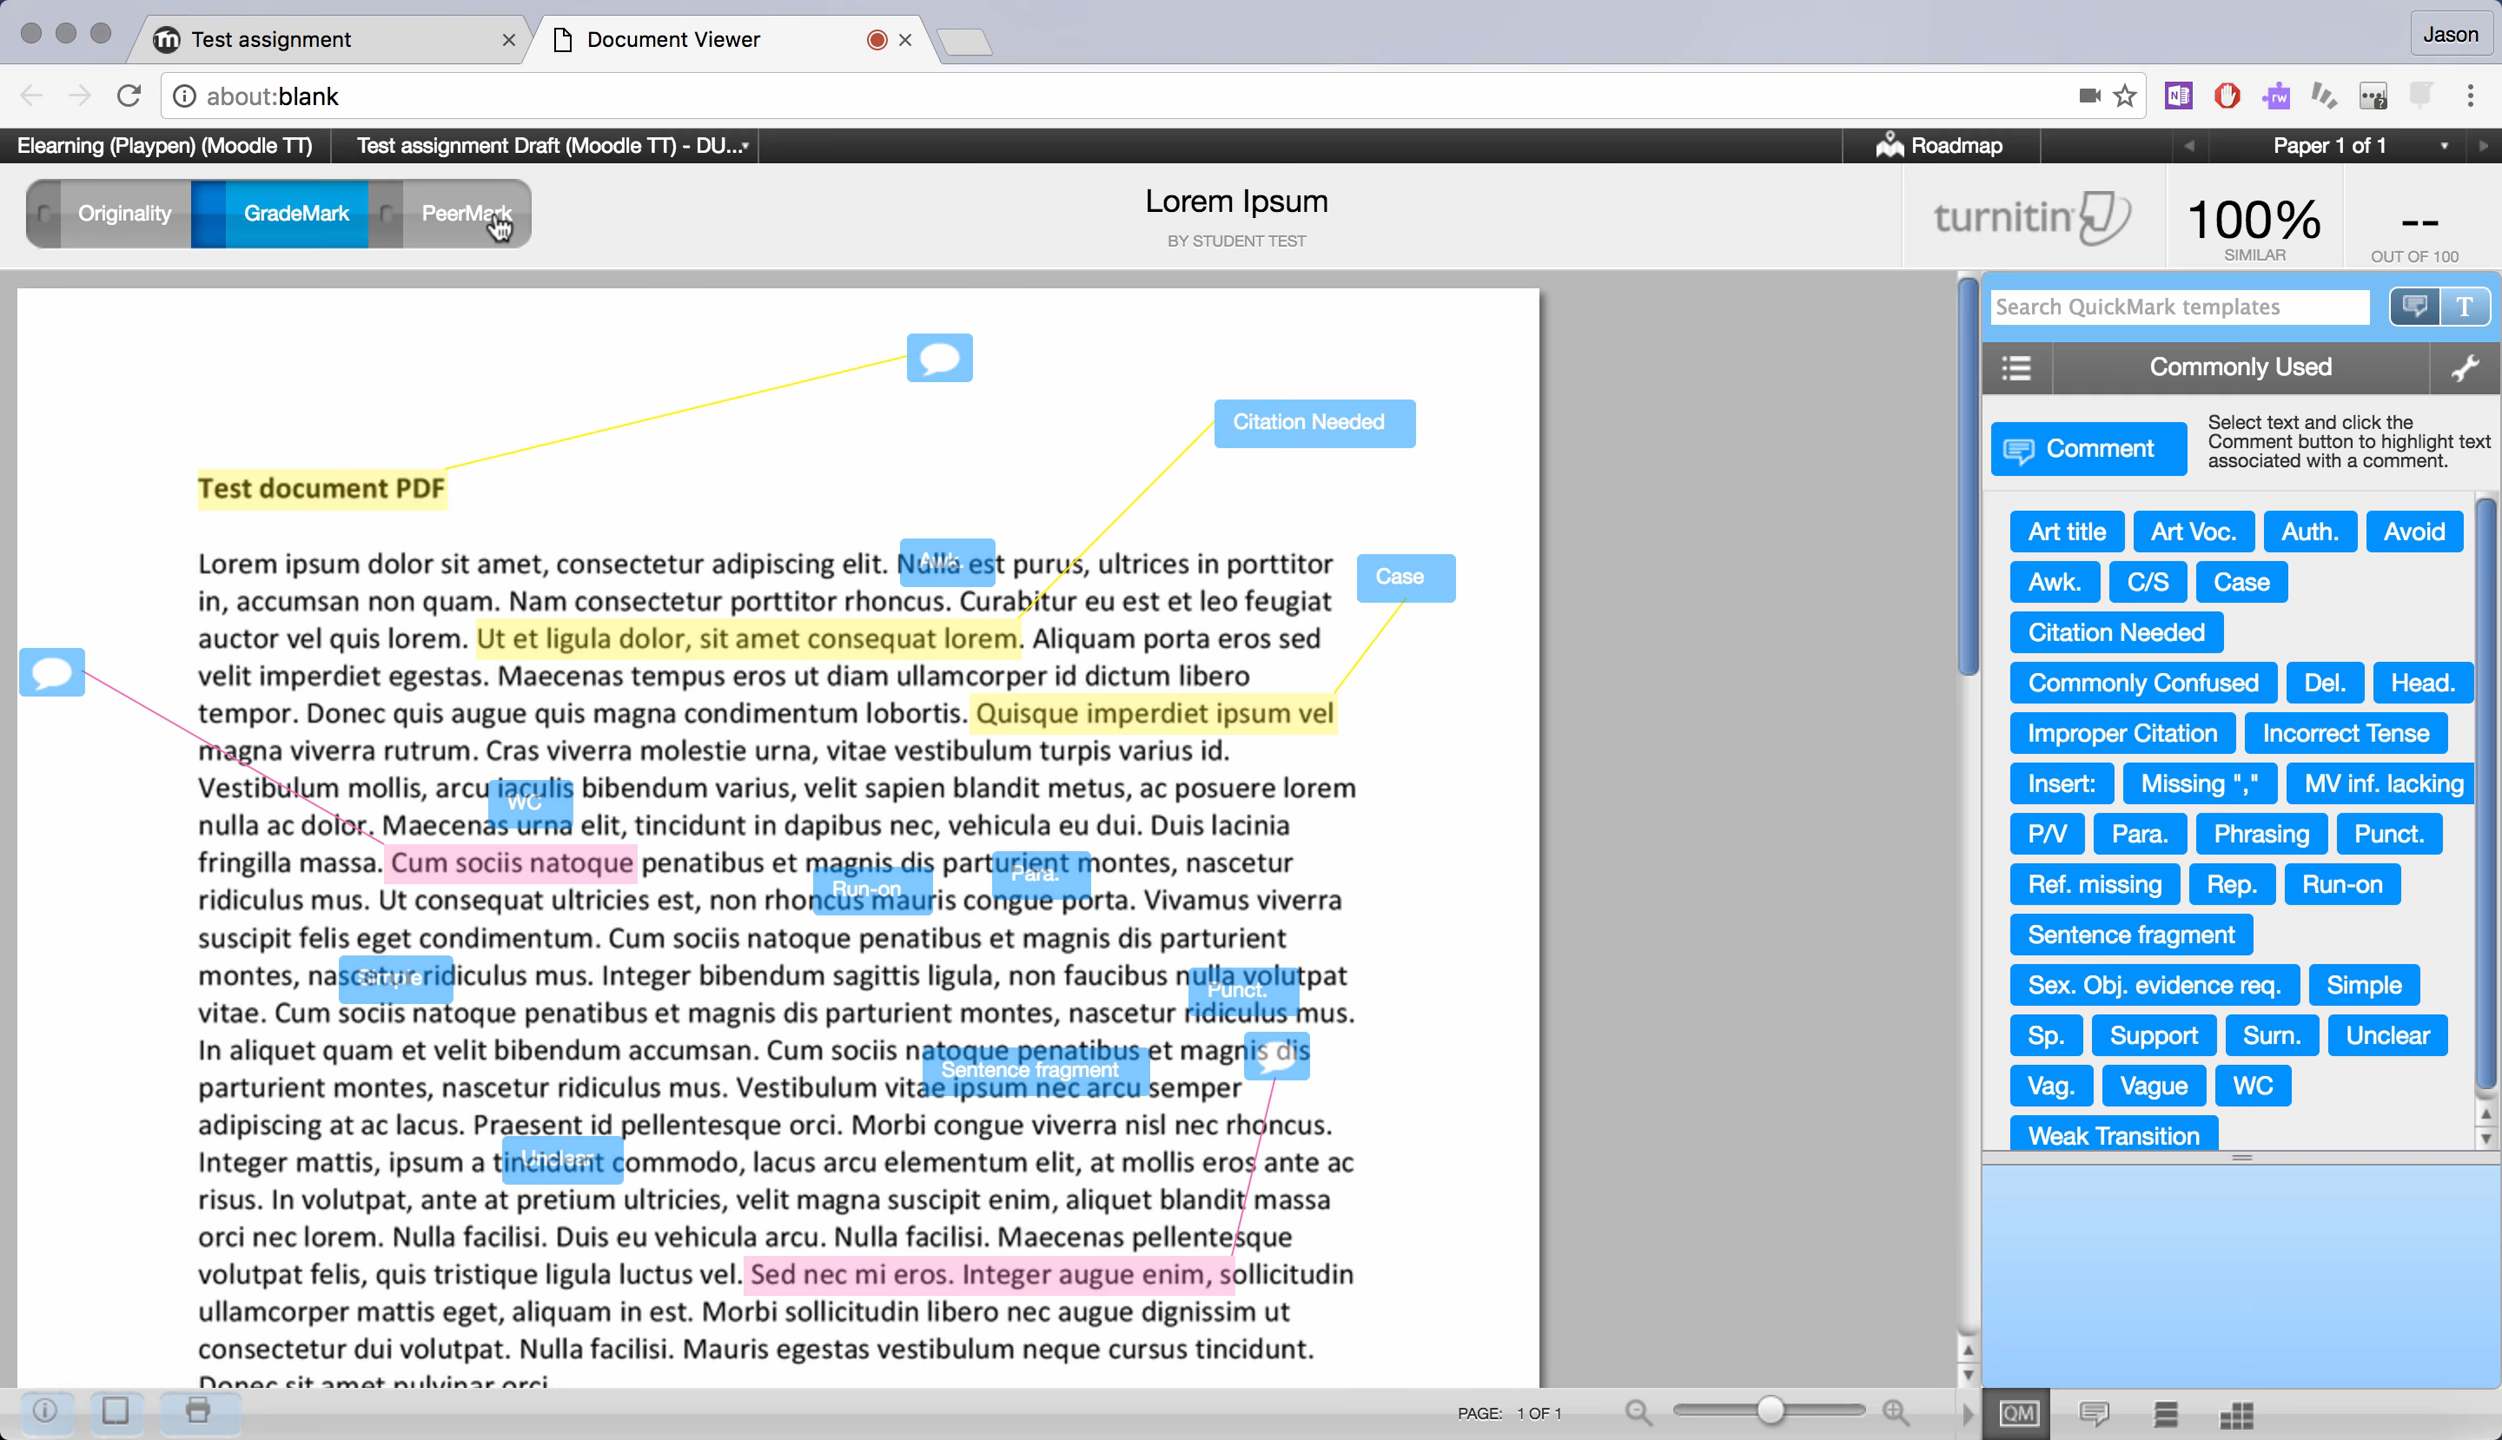 Test assignment
Document Viewer
Jason
about:blank
Elearning (Playpen) (Moodle TT)
Test assignment Draft (Moodle TT) - DU...
Roadmap
Paper 1 of 1
Originality
GradeMark
PeerMark
Lorem Ipsum
BY STUDENT TEST
turnitin
100%
SIMILAR
--
OUT OF 100
Citation Needed
Test document PDF
Awk.
Case
Lorem ipsum dolor sit amet, consectetur adipiscing elit. Nulla est purus, ultrices in porttitor
in, accumsan non quam. Nam consectetur porttitor rhoncus. Curabitur eu est et leo feugiat
auctor vel quis lorem. Ut et ligula dolor, sit amet consequat lorem. Aliquam porta eros sed
velit imperdiet egestas. Maecenas tempus eros ut diam ullamcorper id dictum libero
tempor. Donec quis augue quis magna condimentum lobortis. Quisque imperdiet ipsum vel
magna viverra rutrum. Cras viverra molestie urna, vitae vestibulum turpis varius id.
Vestibulum mollis, arcu iaculis bibendum varius, velit sapien blandit metus, ac posuere lorem
WC
nulla ac dolor. Maecenas urna elit, tincidunt in dapibus nec, vehicula eu dui. Duis lacinia
fringilla massa. Cum sociis natoque penatibus et magnis dis parturient montes, nascetur
Run-on
Para.
ridiculus mus. Ut consequat ultricies est, non rhoncus mauris congue porta. Vivamus viverra
suscipit felis eget condimentum. Cum sociis natoque penatibus et magnis dis parturient
montes, nascetur ridiculus mus. Integer bibendum sagittis ligula, non faucibus nulla volutpat
Simple
Punct.
vitae. Cum sociis natoque penatibus et magnis dis parturient montes, nascetur ridiculus mus.
In aliquet quam et velit bibendum accumsan. Cum sociis natoque penatibus et magnis dis
Sentence fragment
parturient montes, nascetur ridiculus mus. Vestibulum vitae ipsum nec arcu semper
adipiscing at ac lacus. Praesent id pellentesque orci. Morbi congue viverra nisl nec rhoncus.
Integer mattis, ipsum a tincidunt commodo, lacus arcu elementum elit, at mollis eros ante ac
Unclear
risus. In volutpat, ante at pretium ultricies, velit magna suscipit enim, aliquet blandit massa
orci nec lorem. Nulla facilisi. Duis eu vehicula arcu. Nulla facilisi. Maecenas pellentesque
volutpat felis, quis tristique ligula luctus vel. Sed nec mi eros. Integer augue enim, sollicitudin
ullamcorper mattis eget, aliquam in est. Morbi sollicitudin libero nec augue dignissim ut
consectetur dui volutpat. Nulla facilisi. Mauris egestas vestibulum neque cursus tincidunt.
Donec sit amet pulvinar orci.
Search QuickMark templates
T
Commonly Used
Comment
Select text and click the
Comment button to highlight text
associated with a comment.
Art title
Art Voc.
Auth.
Avoid
Awk.
C/S
Case
Citation Needed
Commonly Confused
Del.
Head.
Improper Citation
Incorrect Tense
Insert:
Missing ","
MV inf. lacking
P/V
Para.
Phrasing
Punct.
Ref. missing
Rep.
Run-on
Sentence fragment
Sex. Obj. evidence req.
Simple
Sp.
Support
Surn.
Unclear
Vag.
Vague
WC
Weak Transition
PAGE: 1 OF 1
QM